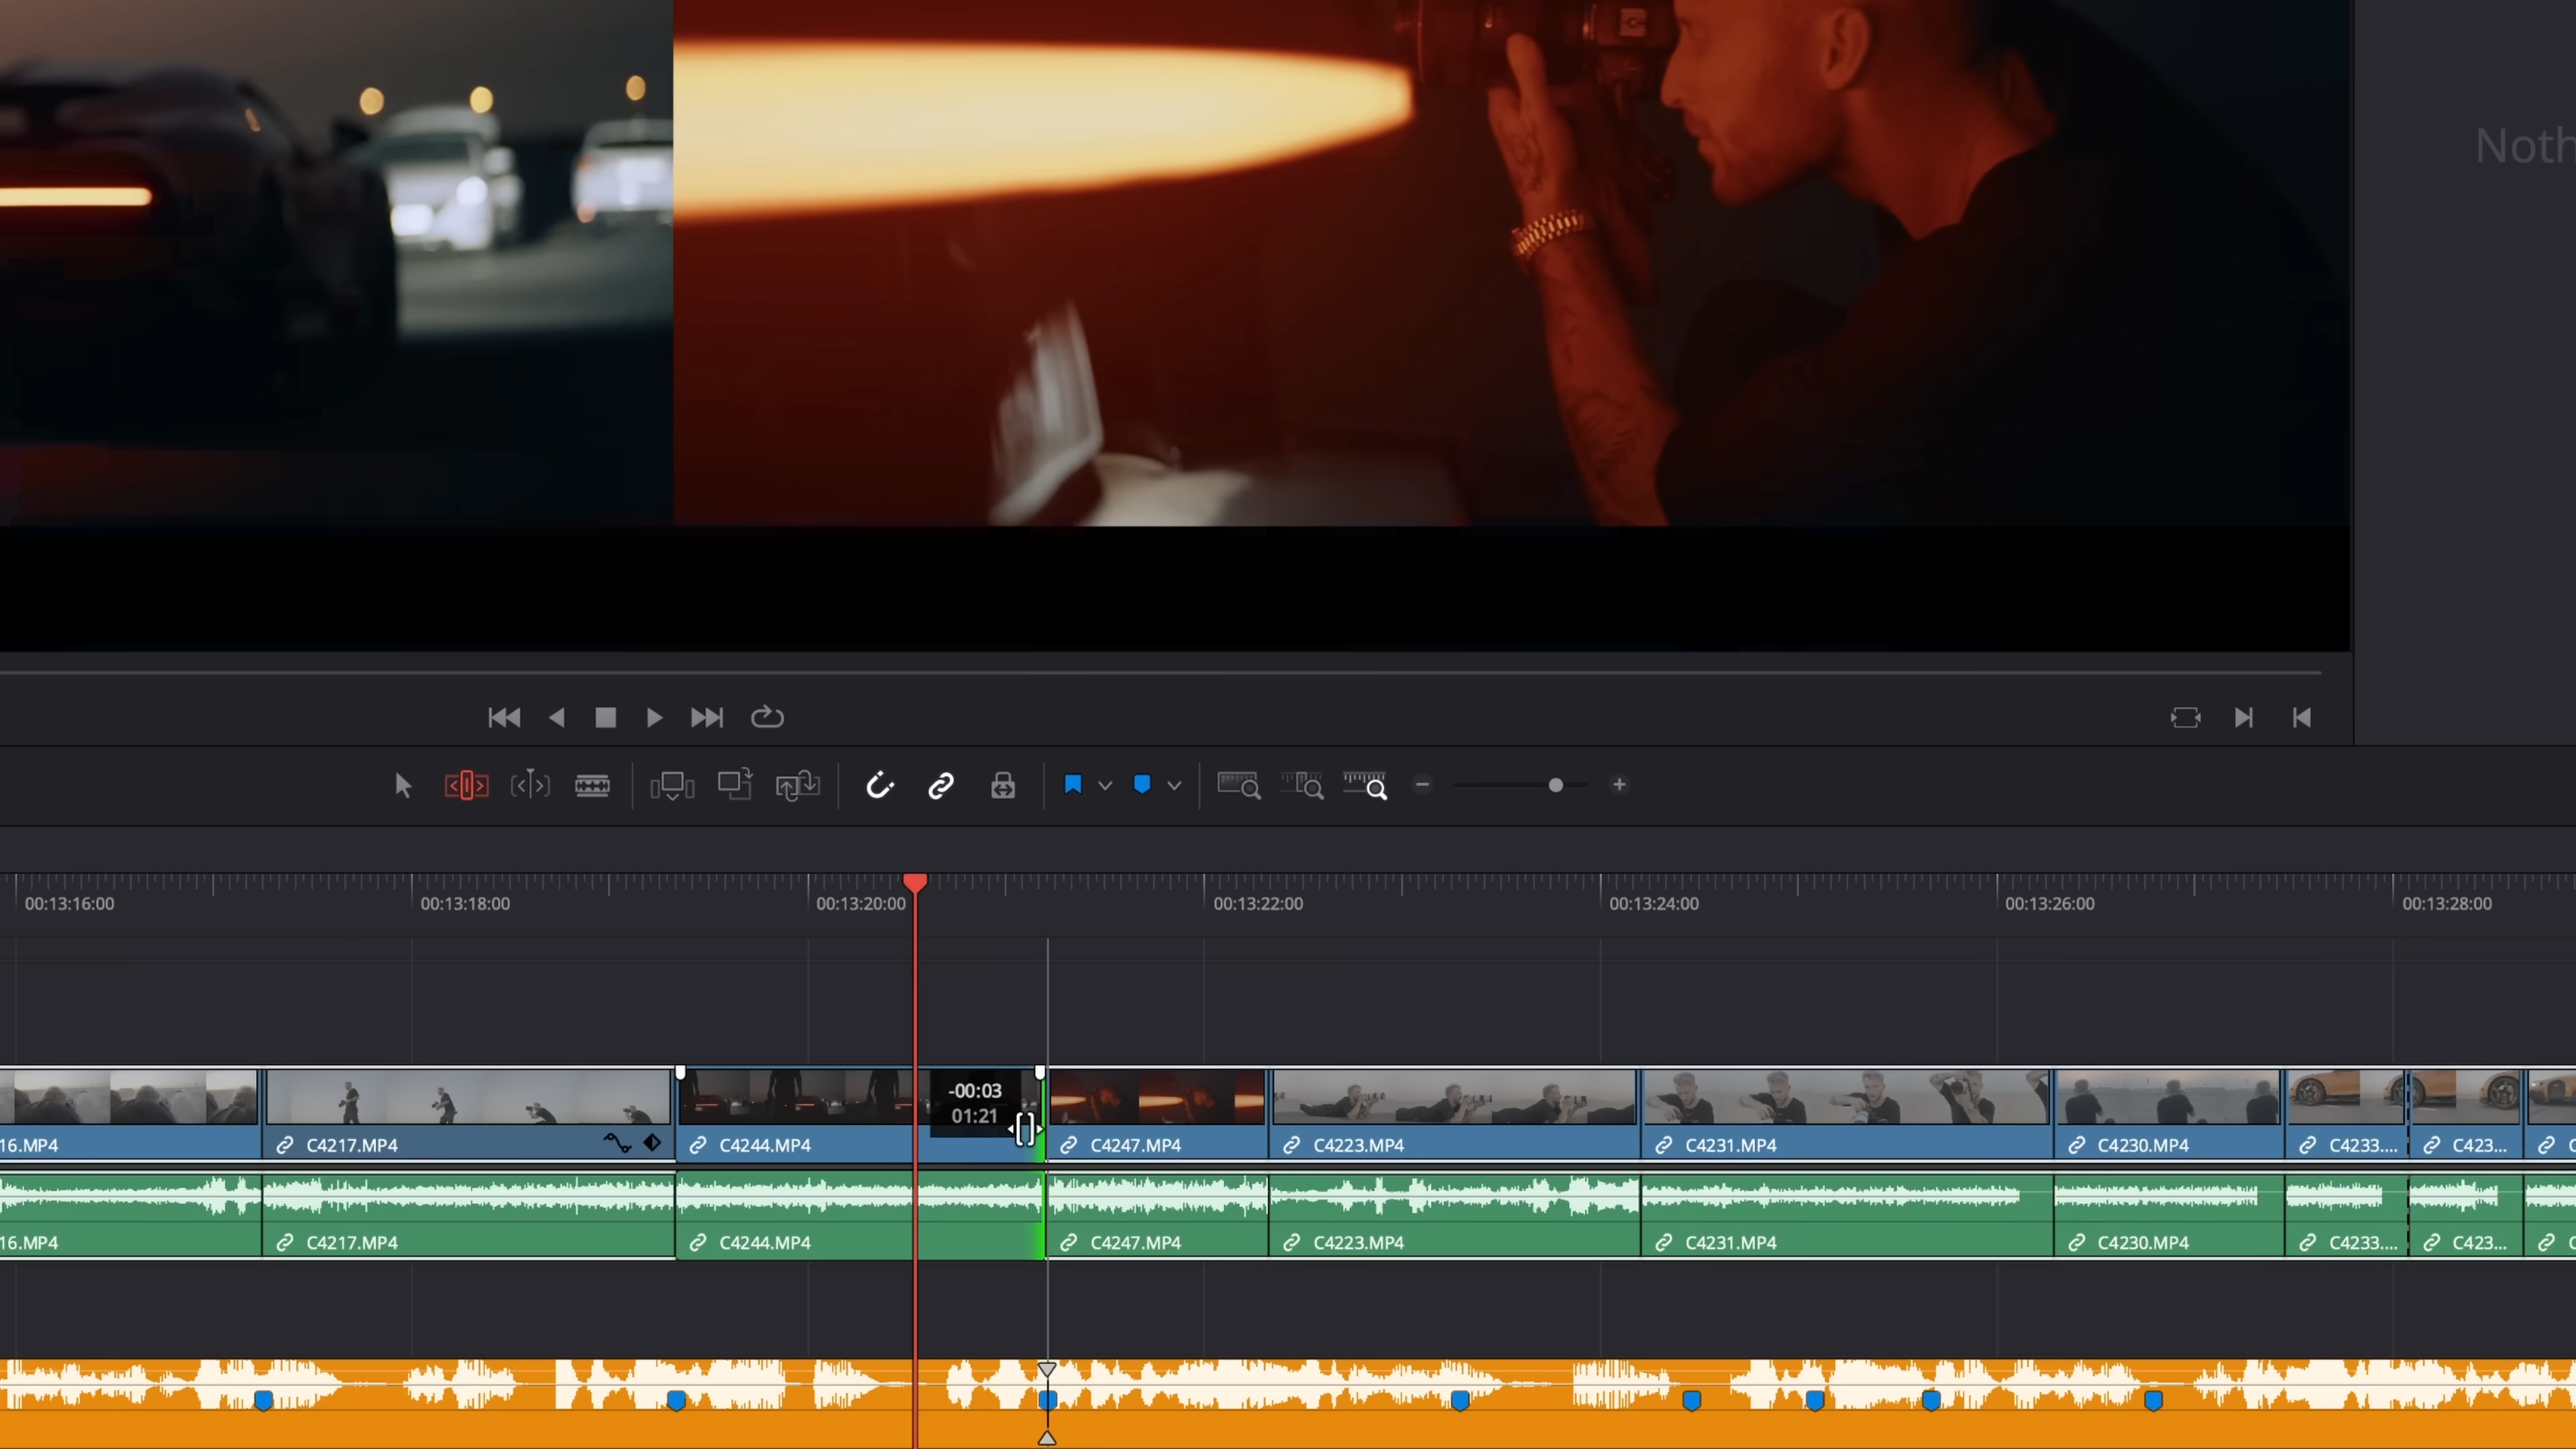 Noth
00:13:16:00
00:13:18:00
00:13:20:00
00:13:22:00
00:13:24:00
00:13:26:00
00:13:28:00
-00:03
01:21
16.MP4
C4217.MP4
C4244.MP4
C4247.MP4
C4223.MP4
C4231.MP4
C4230.MP4
C4233....
C423...
C
16.MP4
C4217.MP4
C4244.MP4
C4247.MP4
C4223.MP4
C4231.MP4
C4230.MP4
C4233....
C423...
C